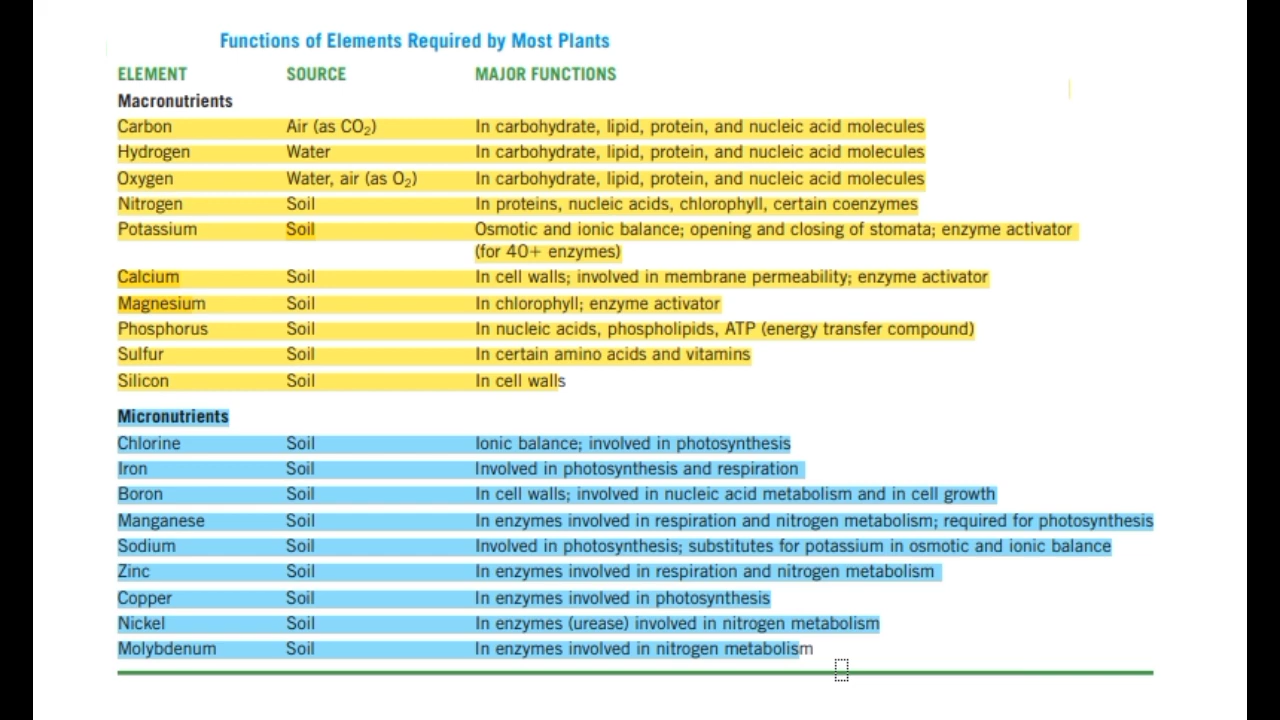 Functions of Elements Required by Most Plants
ELEMENT SOURCE MAJOR FUNCTIONS
Macronutrients
Carbon Air (as CO₂) In carbohydrate, lipid, protein, and nucleic acid molecules
Hydrogen Water In carbohydrate, lipid, protein, and nucleic acid molecules
Oxygen Water, air (as O₂) In carbohydrate, lipid, protein, and nucleic acid molecules
Nitrogen Soil In proteins, nucleic acids, chlorophyll, certain coenzymes
Potassium Soil Osmotic and ionic balance; opening and closing of stomata; enzyme activator
(for 40+ enzymes)
Calcium Soil In cell walls; involved in membrane permeability; enzyme activator
Magnesium Soil In chlorophyll; enzyme activator
Phosphorus Soil In nucleic acids, phospholipids, ATP (energy transfer compound)
Sulfur Soil In certain amino acids and vitamins
Silicon Soil In cell walls
Micronutrients
Chlorine Soil Ionic balance; involved in photosynthesis
Iron Soil Involved in photosynthesis and respiration
Boron Soil In cell walls; involved in nucleic acid metabolism and in cell growth
Manganese Soil In enzymes involved in respiration and nitrogen metabolism; required for photosynthesis
Sodium Soil Involved in photosynthesis; substitutes for potassium in osmotic and ionic balance
Zinc Soil In enzymes involved in respiration and nitrogen metabolism
Copper Soil In enzymes involved in photosynthesis
Nickel Soil In enzymes (urease) involved in nitrogen metabolism
Molybdenum Soil In enzymes involved in nitrogen metabolism